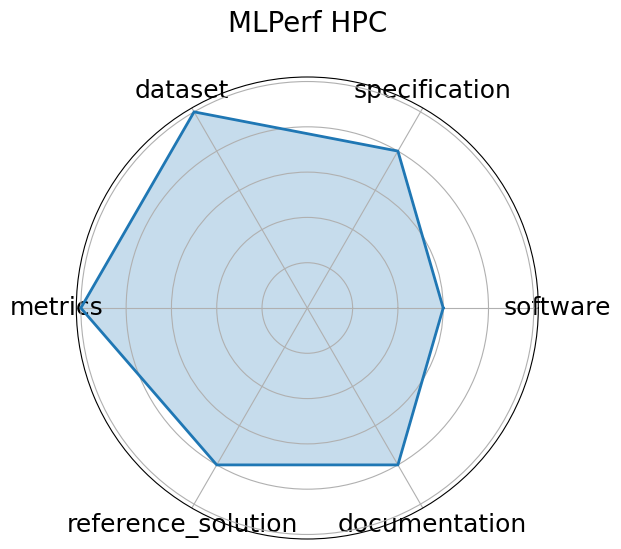 MLPerf HPC
dataset
specification
metrics
software
reference_solution
documentation